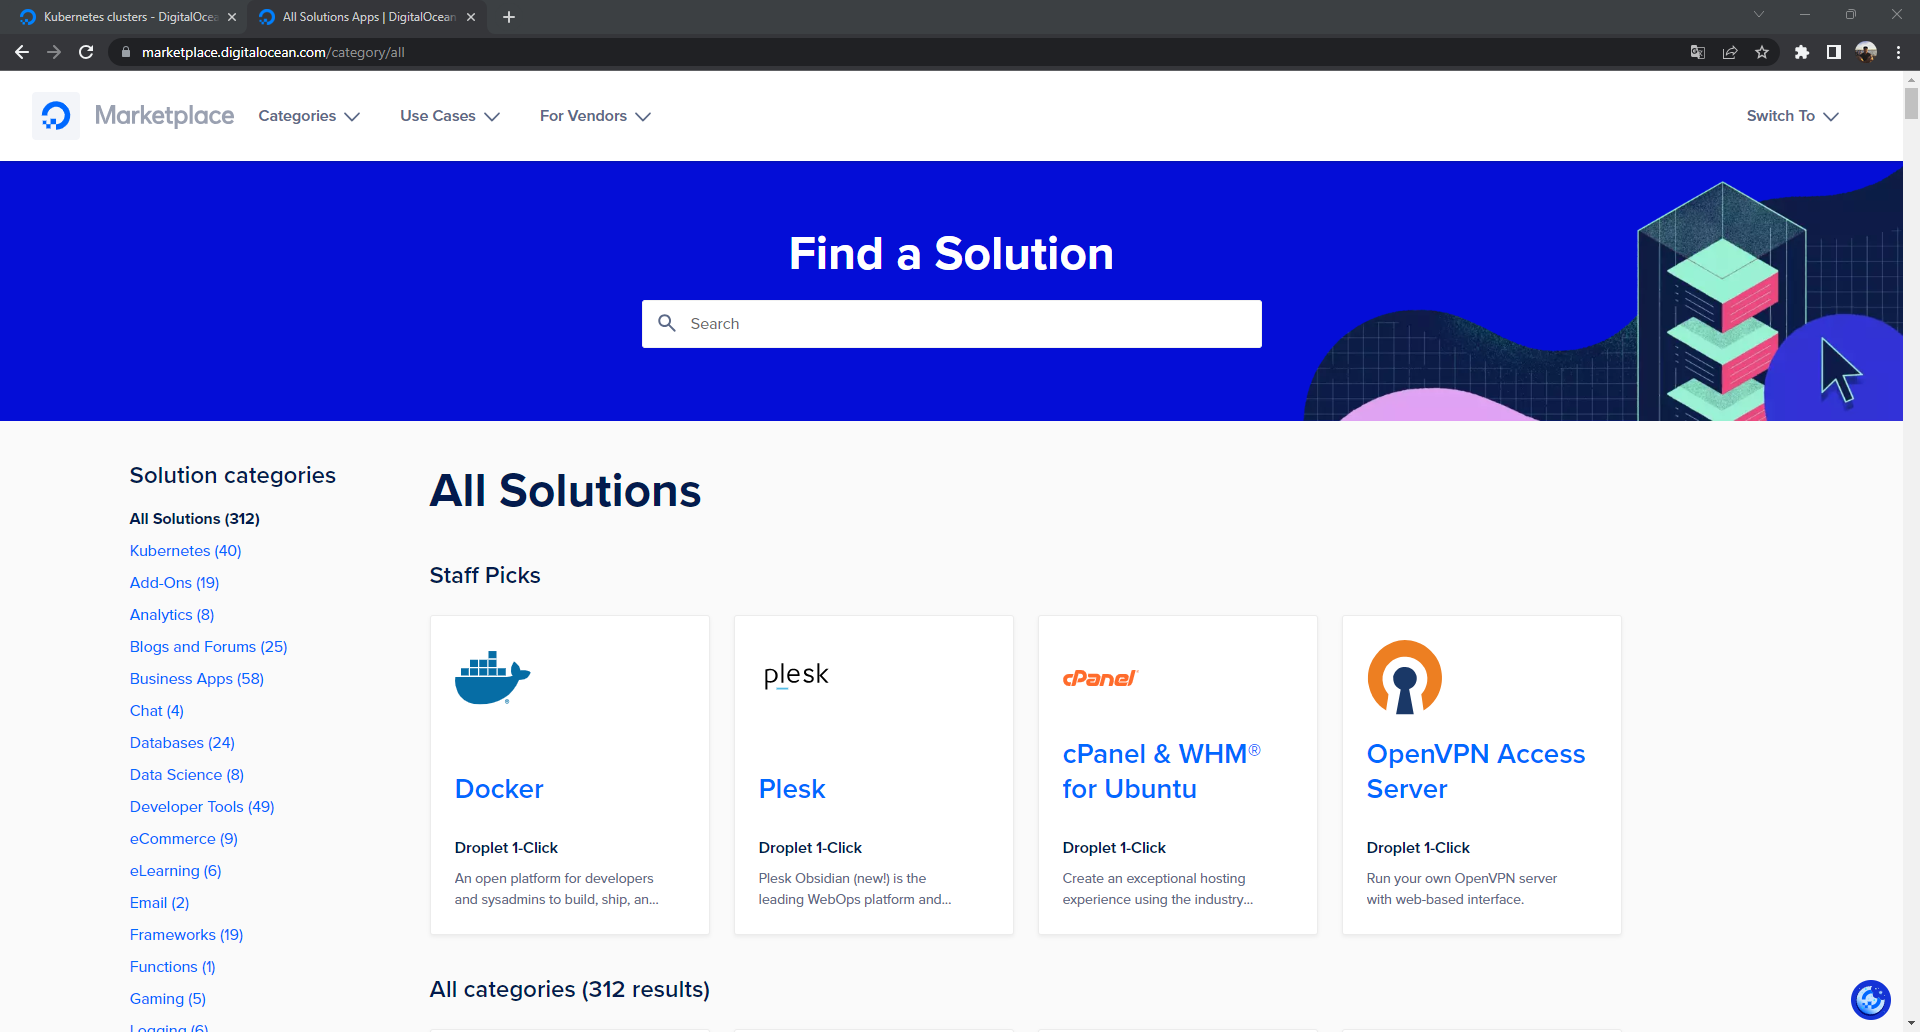 Kubernetes clusters - DigitalOcea
All Solutions Apps | DigitalOcean
marketplace.digitalocean.com/category/all
Marketplace
Categories
Use Cases
For Vendors
Switch To
Find a Solution
Search
Solution categories
All Solutions (312)
Kubernetes (40)
Add-Ons (19)
Analytics (8)
Blogs and Forums (25)
Business Apps (58)
Chat (4)
Databases (24)
Data Science (8)
Developer Tools (49)
eCommerce (9)
eLearning (6)
Email (2)
Frameworks (19)
Functions (1)
Gaming (5)
Logging (6)
All Solutions
Staff Picks
Docker
Droplet 1-Click
An open platform for developers
and sysadmins to build, ship, an...
plesk
Plesk
Droplet 1-Click
Plesk Obsidian (new!) is the
leading WebOps platform and...
cPanel
cPanel & WHM®
for Ubuntu
Droplet 1-Click
Create an exceptional hosting
experience using the industry...
OpenVPN Access
Server
Droplet 1-Click
Run your own OpenVPN server
with web-based interface.
All categories (312 results)